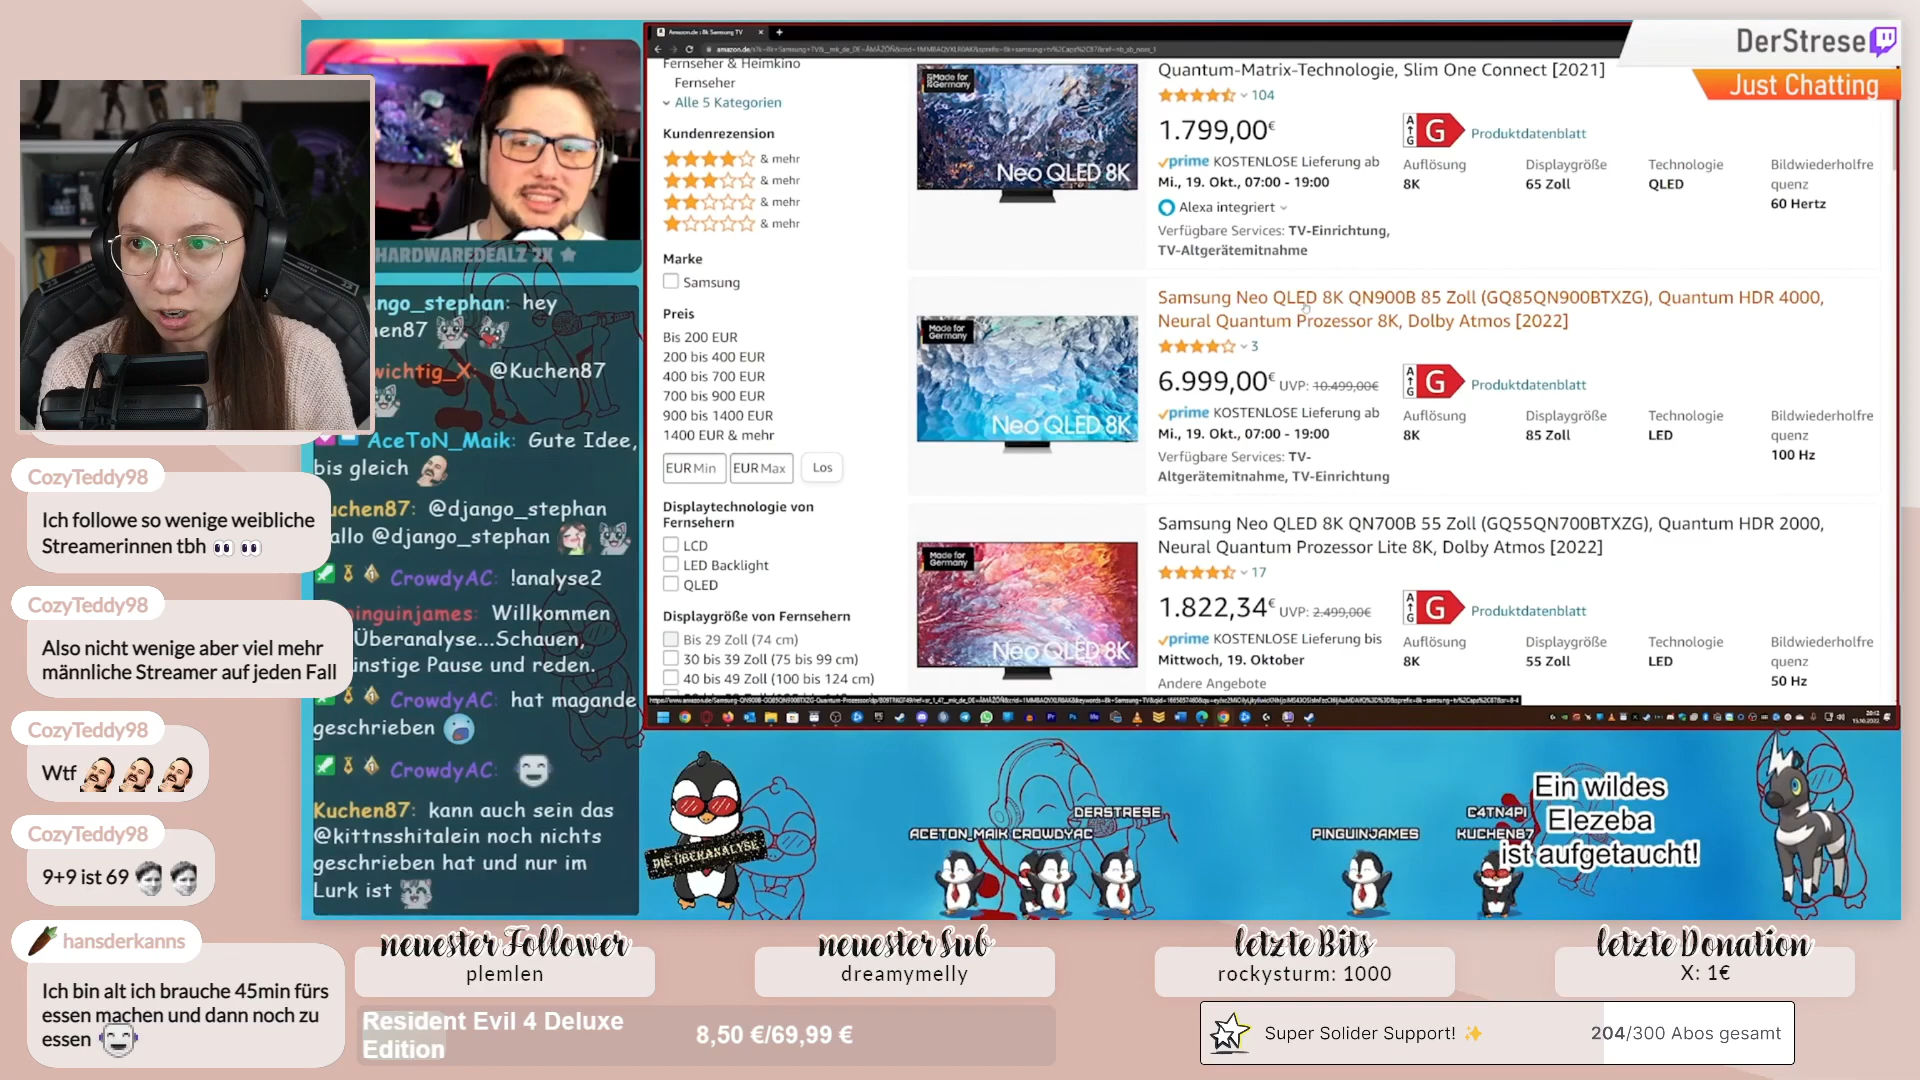 Amazon.de : 8k Samsung TV
DerStrese
Just Chatting
Fernseher & Heimkino
Fernseher
Alle 5 Kategorien
Kundenrezension
& mehr
& mehr
& mehr
& mehr
Marke
Samsung
Preis
Bis 200 EUR
200 bis 400 EUR
400 bis 700 EUR
700 bis 900 EUR
900 bis 1400 EUR
1400 EUR & mehr
EUR Min
EUR Max
Los
Displaytechnologie von
Fernsehern
LCD
LED Backlight
QLED
Displaygröße von Fernsehern
Bis 29 Zoll (74 cm)
30 bis 39 Zoll (75 bis 99 cm)
40 bis 49 Zoll (100 bis 124 cm)
Made for
Germany
Neo QLED 8K
Quantum-Matrix-Technologie, Slim One Connect [2021]
104
1.799,00€
A
G
G
Produktdatenblatt
prime KOSTENLOSE Lieferung ab
Mi., 19. Okt., 07:00 - 19:00
Alexa integriert
Verfügbare Services: TV-Einrichtung,
TV-Altgerätemitnahme
Auflösung
8K
Displaygröße
65 Zoll
Technologie
QLED
Bildwiederholfre
quenz
60 Hertz
Made for
Germany
Neo QLED 8K
Samsung Neo QLED 8K QN900B 85 Zoll (GQ85QN900BTXZG), Quantum HDR 4000,
Neural Quantum Prozessor 8K, Dolby Atmos [2022]
3
6.999,00€ UVP: 10.499,00€
A
G
G
Produktdatenblatt
prime KOSTENLOSE Lieferung ab
Mi., 19. Okt., 07:00 - 19:00
Verfügbare Services: TV-
Altgerätemitnahme, TV-Einrichtung
Auflösung
8K
Displaygröße
85 Zoll
Technologie
LED
Bildwiederholfre
quenz
100 Hz
Made for
Germany
Neo QLED 8K
Samsung Neo QLED 8K QN700B 55 Zoll (GQ55QN700BTXZG), Quantum HDR 2000,
Neural Quantum Prozessor Lite 8K, Dolby Atmos [2022]
17
1.822,34€ UVP: 2.499,00€
A
G
G
Produktdatenblatt
prime KOSTENLOSE Lieferung bis
Mittwoch, 19. Oktober
Andere Angebote
Auflösung
8K
Displaygröße
55 Zoll
Technologie
LED
Bildwiederholfre
quenz
50 Hz
HARDWAREDEALZ 2X
ngo_stephan: hey
en87
wichtig_X: @Kuchen87
AceToN_Maik: Gute Idee,
bis gleich
uchen87: @django_stephan
allo @django_stephan
CrowdyAC: !analyse2
inguinjames: Willkommen
Überanalyse...Schauen,
nstige Pause und reden.
CrowdyAC: hat magande
geschrieben
CrowdyAC:
Kuchen87: kann auch sein das
@kittnsshitalein noch nichts
geschrieben hat und nur im
Lurk ist
CozyTeddy98
Ich followe so wenige weibliche
Streamerinnen tbh
CozyTeddy98
Also nicht wenige aber viel mehr
männliche Streamer auf jeden Fall
CozyTeddy98
Wtf
CozyTeddy98
9+9 ist 69
hansderkanns
Ich bin alt ich brauche 45min fürs
essen machen und dann noch zu
essen
DIE ÜBERANALYSE
ACETON_MAIK
CROWDYAC
DERSTRESE
PINGUINJAMES
C4TN4PI
KUCHEN87
Ein wildes
Elezeba
ist aufgetaucht!
neuester Follower
plemlen
neuester Sub
dreamymelly
letzte Bits
rockysturm: 1000
letzte Donation
X: 1€
Resident Evil 4 Deluxe
Edition
8,50 €/69,99 €
Super Solider Support! ✨
204/300 Abos gesamt